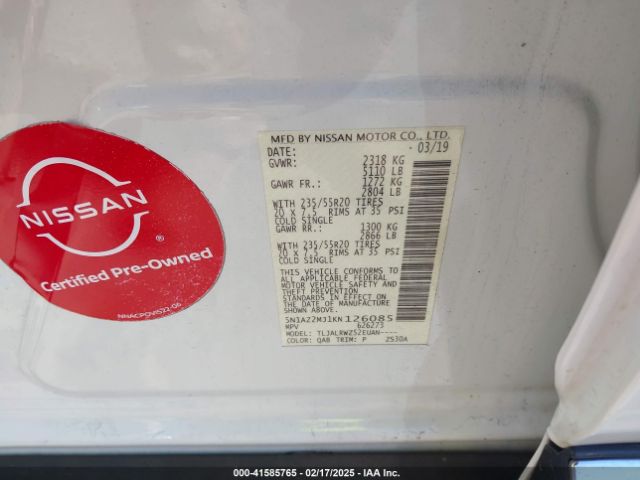 NISSAN
®
Certified Pre-Owned
MFD BY NISSAN MOTOR CO., LTD.
DATE: 03/19
GVWR: 2318 KG
5110 LB
GAWR FR.: 1272 KG
2804 LB
WITH 235/55R20 TIRES
20 X 7.5 RIMS AT 35 PSI
COLD SINGLE
GAWR RR.: 1300 KG
2866 LB
WITH 235/55R20 TIRES
20 X 7.5 RIMS AT 35 PSI
COLD SINGLE
THIS VEHICLE CONFORMS TO
ALL APPLICABLE FEDERAL
MOTOR VEHICLE SAFETY AND
THEFT PREVENTION
STANDARDS IN EFFECT ON
THE DATE OF MANUFACTURE
SHOWN ABOVE.
5N1AZ2MJ1KN126085
MPV 626273
MODEL: TLJALRWZ52EUAN----
COLOR: QAB TRIM: P 2S30A
000-41585765 - 02/17/2025 - IAA Inc.